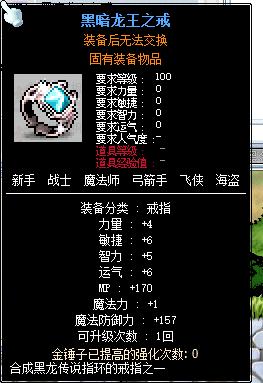 黑暗龙王之戒
装备后无法交换
固有装备物品
要求等级： 100
要求力量： 0
要求敏捷： 0
要求智力： 0
要求运气： 0
要求人气度： -
道具等级： -
道具经验值： -
新手 战士 魔法师 弓箭手 飞侠 海盗
装备分类 ： 戒指
力量 ： +4
敏捷 ： +6
智力 ： +5
运气 ： +6
MP ： +170
魔法力 ： +1
魔法防御力 ： +157
可升级次数 ： 1回
金锤子已提高的强化次数: 0
合成黑龙传说指环的戒指之一